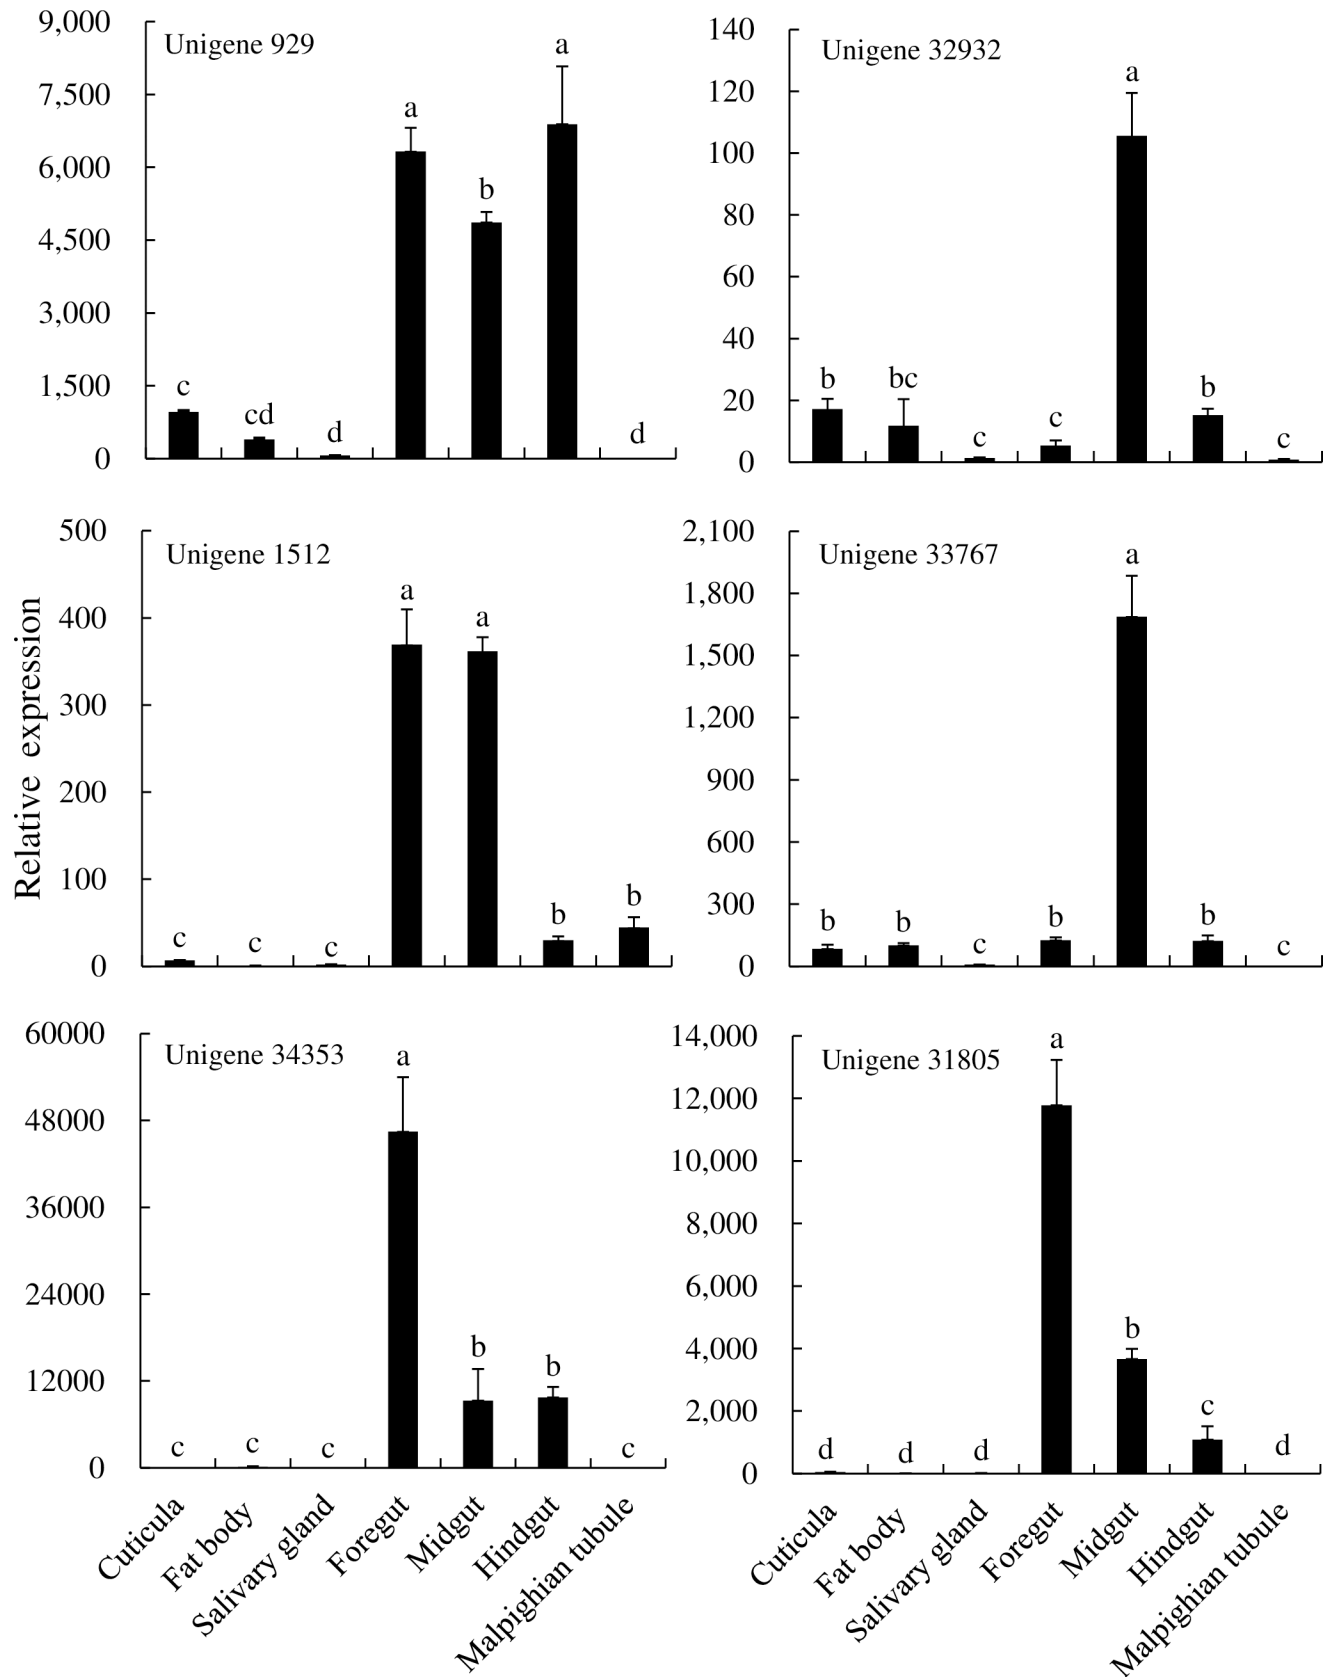 Relative expression
Unigene 929
9,000
7,500
6,000
4,500
3,000
1,500
0
c
cd
d
a
b
a
d
Unigene 32932
140
120
100
80
60
40
20
0
b
bc
c
c
a
b
c
Unigene 1512
500
400
300
200
100
0
c
c
c
a
a
b
b
Unigene 33767
2,100
1,800
1,500
1,200
900
600
300
0
b
b
c
b
a
b
c
Unigene 34353
60000
48000
36000
24000
12000
0
c
c
c
a
b
b
c
Cuticula
Fat body
Salivary gland
Foregut
Midgut
Hindgut
Malpighian tubule
Unigene 31805
14,000
12,000
10,000
8,000
6,000
4,000
2,000
0
d
d
d
a
b
c
d
Cuticula
Fat body
Salivary gland
Foregut
Midgut
Hindgut
Malpighian tubule